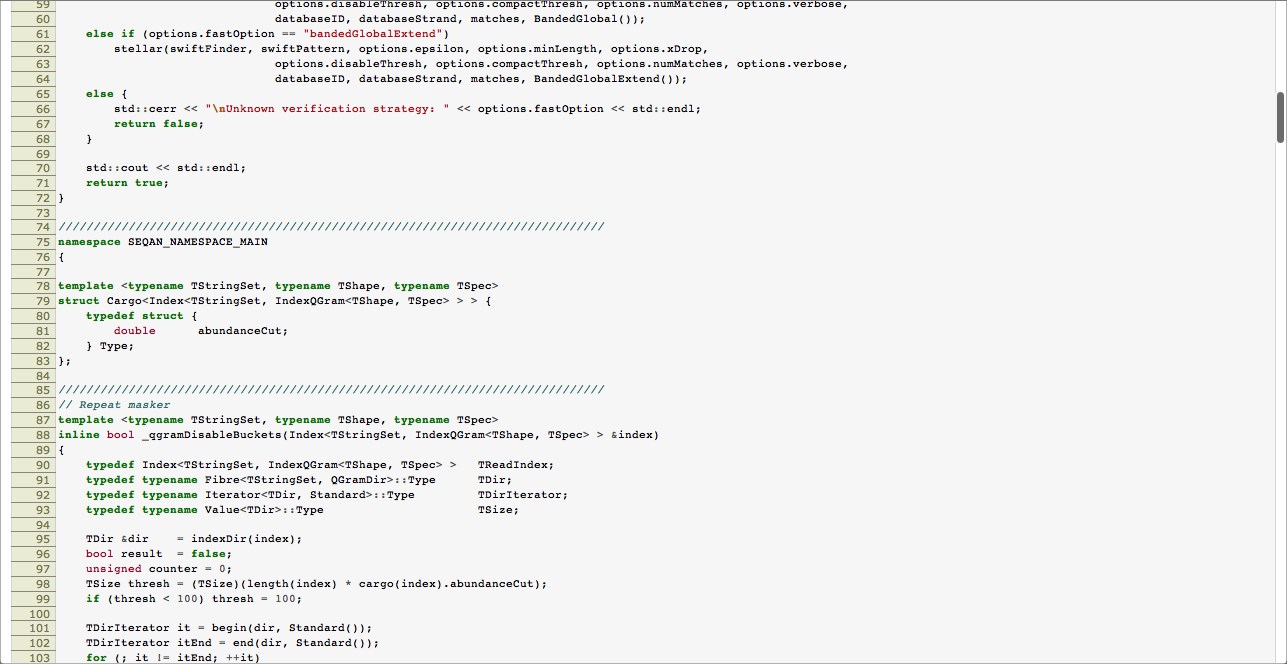 59                                options.disableThresh, options.compactThresh, options.numMatches, options.verbose,
60                                databaseID, databaseStrand, matches, BandedGlobal());
61     else if (options.fastOption == "bandedGlobalExtend")
62         stellar(swiftFinder, swiftPattern, options.epsilon, options.minLength, options.xDrop,
63                                options.disableThresh, options.compactThresh, options.numMatches, options.verbose,
64                                databaseID, databaseStrand, matches, BandedGlobalExtend());
65     else {
66         std::cerr << "\nUnknown verification strategy: " << options.fastOption << std::endl;
67         return false;
68     }
69
70     std::cout << std::endl;
71     return true;
72 }
73
74 //////////////////////////////////////////////////////////////////////////////
75 namespace SEQAN_NAMESPACE_MAIN
76 {
77
78 template <typename TStringSet, typename TShape, typename TSpec>
79 struct Cargo<Index<TStringSet, IndexQGram<TShape, TSpec> > > {
80     typedef struct {
81         double      abundanceCut;
82     } Type;
83 };
84
85 //////////////////////////////////////////////////////////////////////////////
86 // Repeat masker
87 template <typename TStringSet, typename TShape, typename TSpec>
88 inline bool _qgramDisableBuckets(Index<TStringSet, IndexQGram<TShape, TSpec> > &index)
89 {
90     typedef Index<TStringSet, IndexQGram<TShape, TSpec> >   TReadIndex;
91     typedef typename Fibre<TStringSet, QGramDir>::Type      TDir;
92     typedef typename Iterator<TDir, Standard>::Type         TDirIterator;
93     typedef typename Value<TDir>::Type                      TSize;
94
95     TDir &dir    = indexDir(index);
96     bool result  = false;
97     unsigned counter = 0;
98     TSize thresh = (TSize)(length(index) * cargo(index).abundanceCut);
99     if (thresh < 100) thresh = 100;
100
101     TDirIterator it = begin(dir, Standard());
102     TDirIterator itEnd = end(dir, Standard());
103     for (; it != itEnd; ++it)